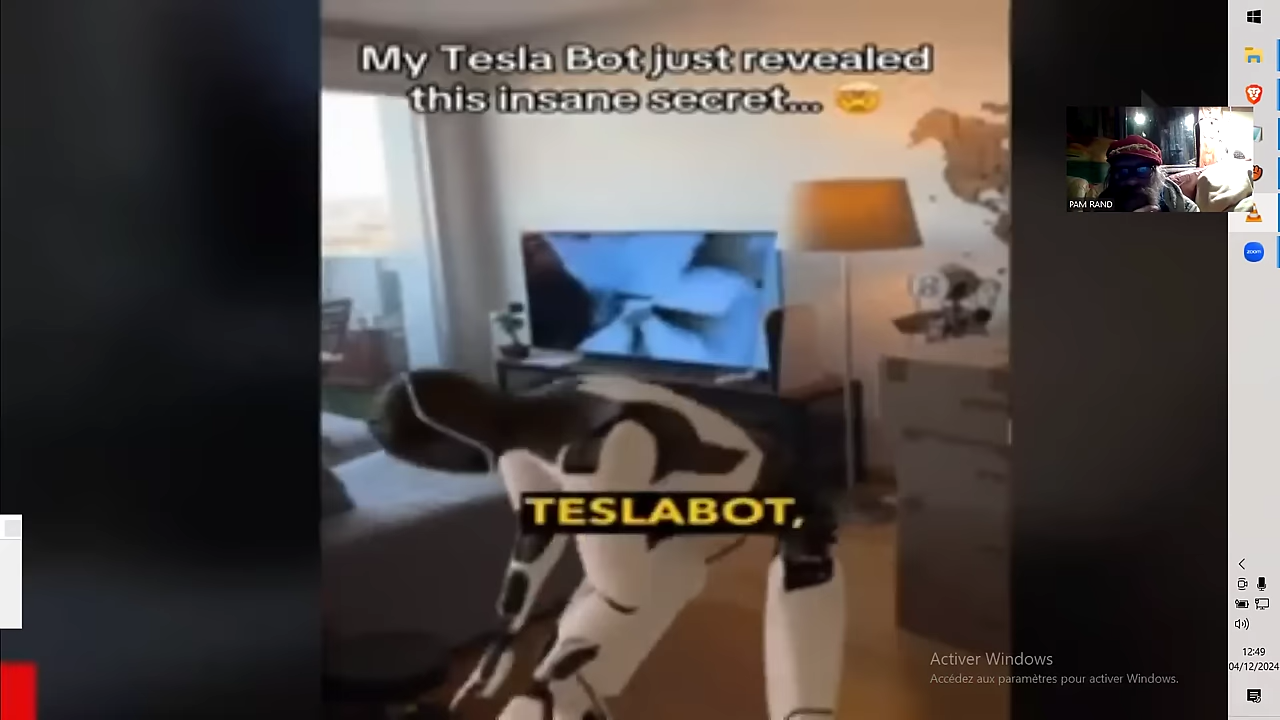 My Tesla Bot just revealed
this insane secret... 🤯
TESLABOT,
PAM RAND
zoom
Activer Windows
Accédez aux paramètres pour activer Windows.
12:49
04/12/2024